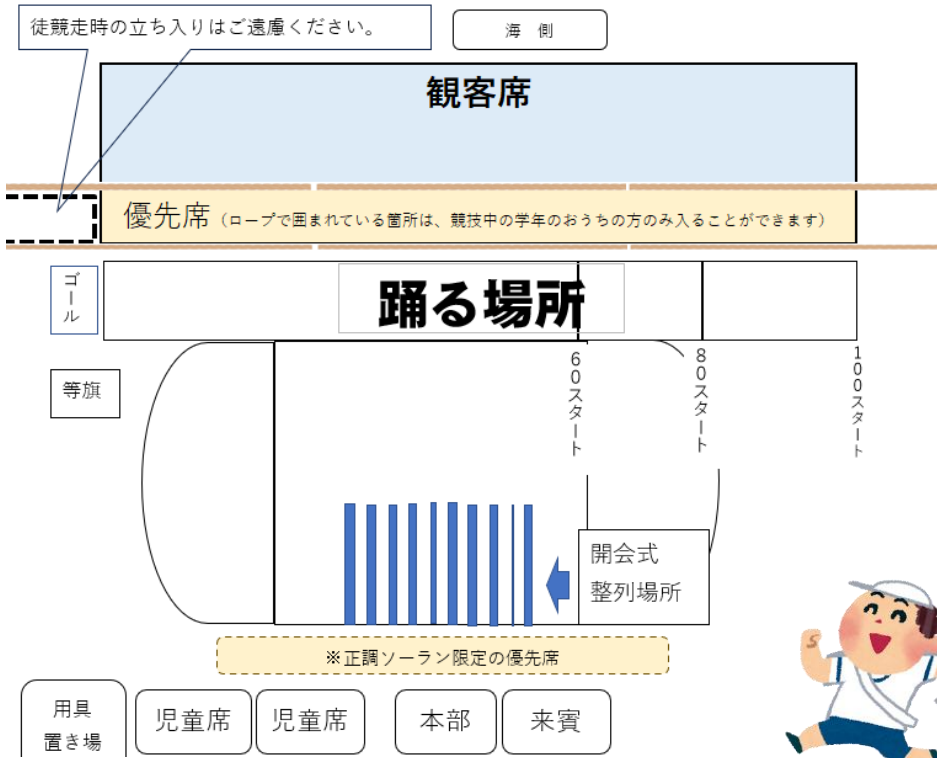 徒競走時の立ち入りはご遠慮ください。
海 側
観客席
優先席（ロープで囲まれている箇所は、競技中の学年のおうちの方のみ入ることができます）
ゴール
踊る場所
等旗
60スタート
80スタート
100スタート
開会式
整列場所
※正調ソーラン限定の優先席
用具
置き場
児童席
児童席
本部
来賓